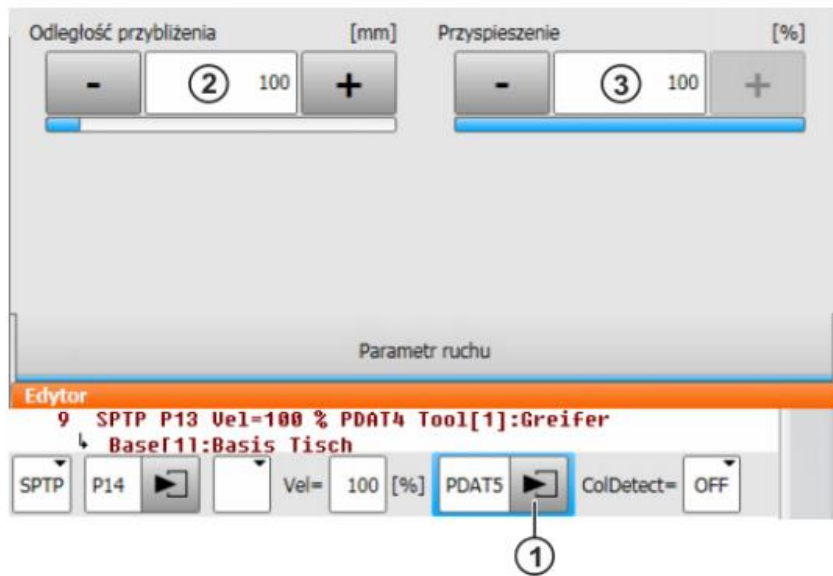 Odległość przybliżenia [mm] Przyspieszenie [%]
- 2 100 + - 3 100 +
Parametr ruchu
Edytor
9 SPTP P13 Vel=100 % PDAT4 Tool[1]:Greifer
↳ Base[1]:Basis Tisch
SPTP P14 Vel= 100 [%] PDAT5 ColDetect= OFF
1